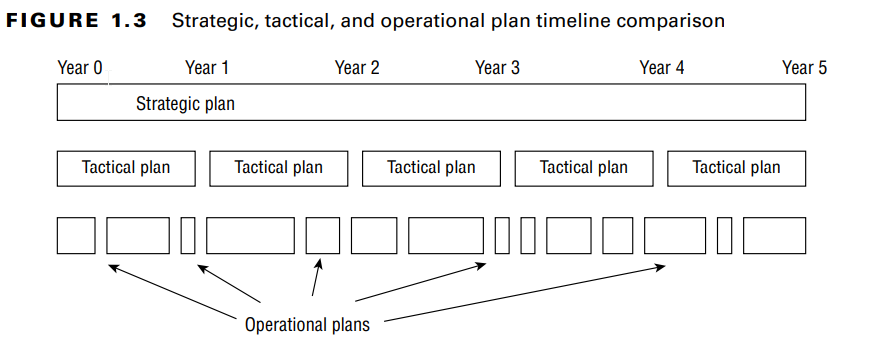 FIGURE 1.3 Strategic, tactical, and operational plan timeline comparison
Year 0 Year 1 Year 2 Year 3 Year 4 Year 5
Strategic plan
Tactical plan Tactical plan Tactical plan Tactical plan Tactical plan
Operational plans